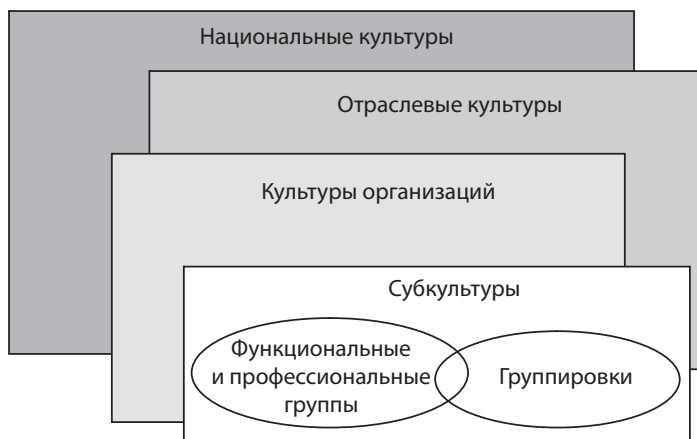 Национальные культуры
Отраслевые культуры
Культуры организаций
Субкультуры
Функциональные
и профессиональные
группы
Группировки